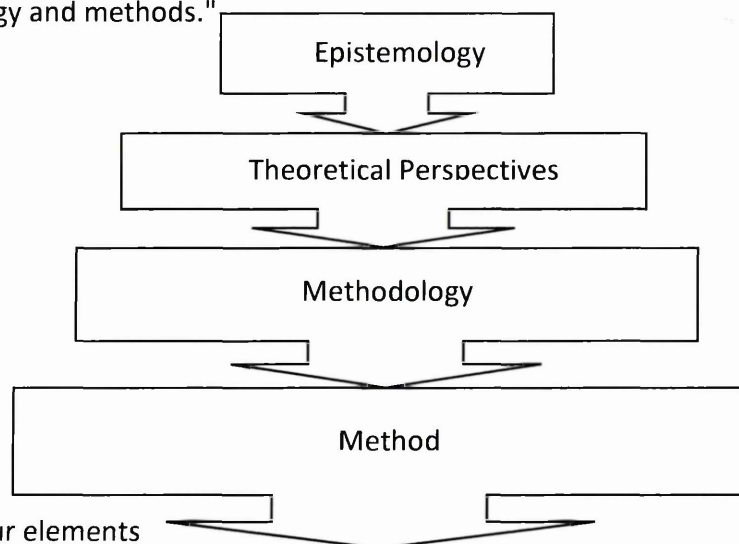 gy and methods."
Epistemology
Theoretical Perspectives
Methodology
Method
ur elements